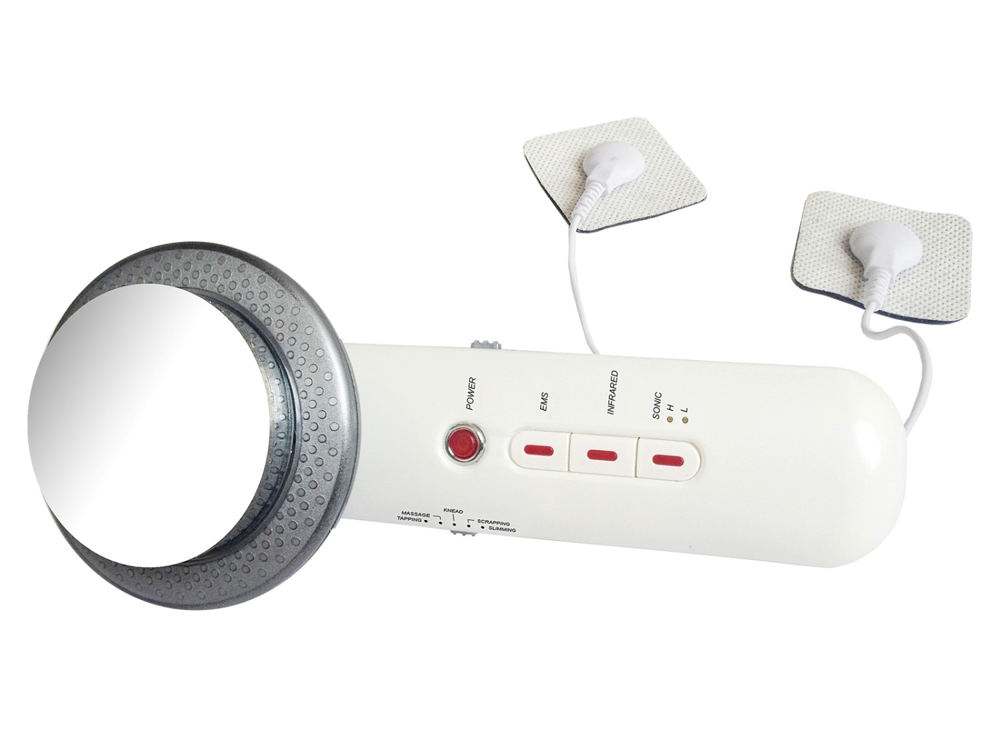 POWER
EMS
INFRARED
SONIC
H
L
MASSAGE
TAPPING
KNEAD
SCRAPPING
SLIMMING